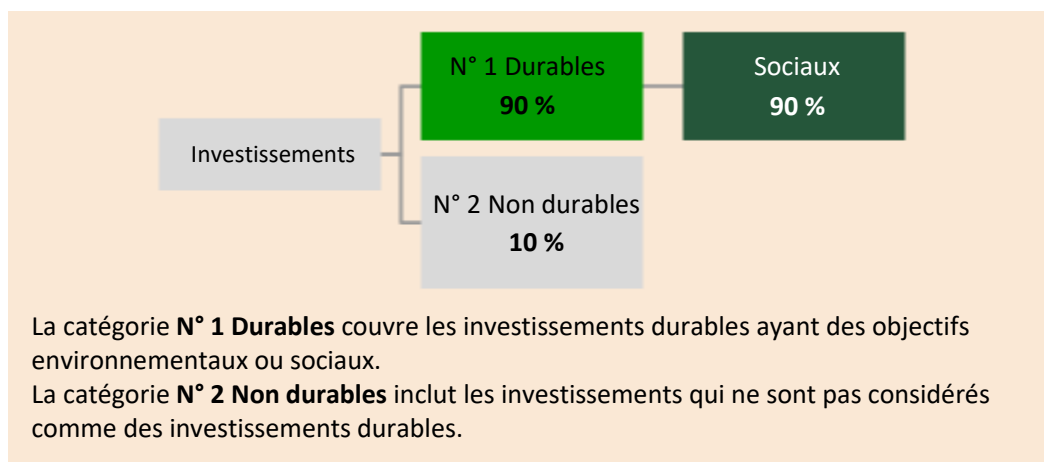 N° 1 Durables
90 %
Sociaux
90 %
Investissements
N° 2 Non durables
10 %
La catégorie N° 1 Durables couvre les investissements durables ayant des objectifs
environnementaux ou sociaux.
La catégorie N° 2 Non durables inclut les investissements qui ne sont pas considérés
comme des investissements durables.